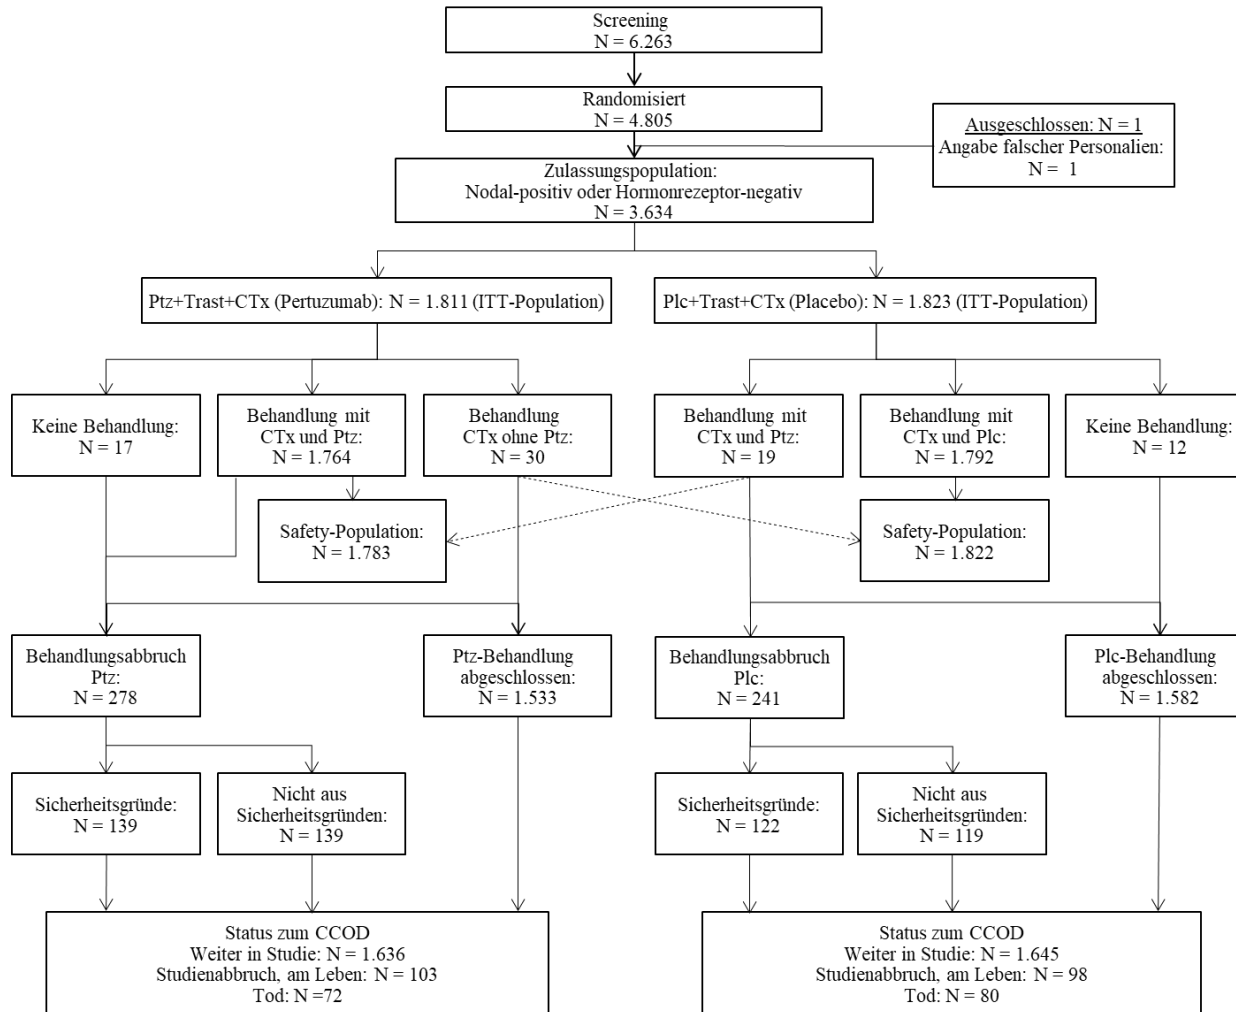 Screening
N = 6.263
Randomisiert
N = 4.805
Ausgeschlossen: N = 1
Angabe falscher Personalien:
N = 1
Zulassungspopulation:
Nodal-positiv oder Hormonrezeptor-negativ
N = 3.634
Ptz+Trast+CTx (Pertuzumab): N = 1.811 (ITT-Population)
Plc+Trast+CTx (Placebo): N = 1.823 (ITT-Population)
Keine Behandlung:
N = 17
Behandlung mit
CTx und Ptz:
N = 1.764
Behandlung
CTx ohne Ptz:
N = 30
Behandlung mit
CTx und Ptz:
N = 19
Behandlung mit
CTx und Plc:
N = 1.792
Keine Behandlung:
N = 12
Safety-Population:
N = 1.783
Safety-Population:
N = 1.822
Behandlungsabbruch
Ptz:
N = 278
Ptz-Behandlung
abgeschlossen:
N = 1.533
Behandlungsabbruch
Plc:
N = 241
Plc-Behandlung
abgeschlossen:
N = 1.582
Sicherheitsgründe:
N = 139
Nicht aus
Sicherheitsgründen:
N = 139
Sicherheitsgründe:
N = 122
Nicht aus
Sicherheitsgründen:
N = 119
Status zum CCOD
Weiter in Studie: N = 1.636
Studienabbruch, am Leben: N = 103
Tod: N =72
Status zum CCOD
Weiter in Studie: N = 1.645
Studienabbruch, am Leben: N = 98
Tod: N = 80